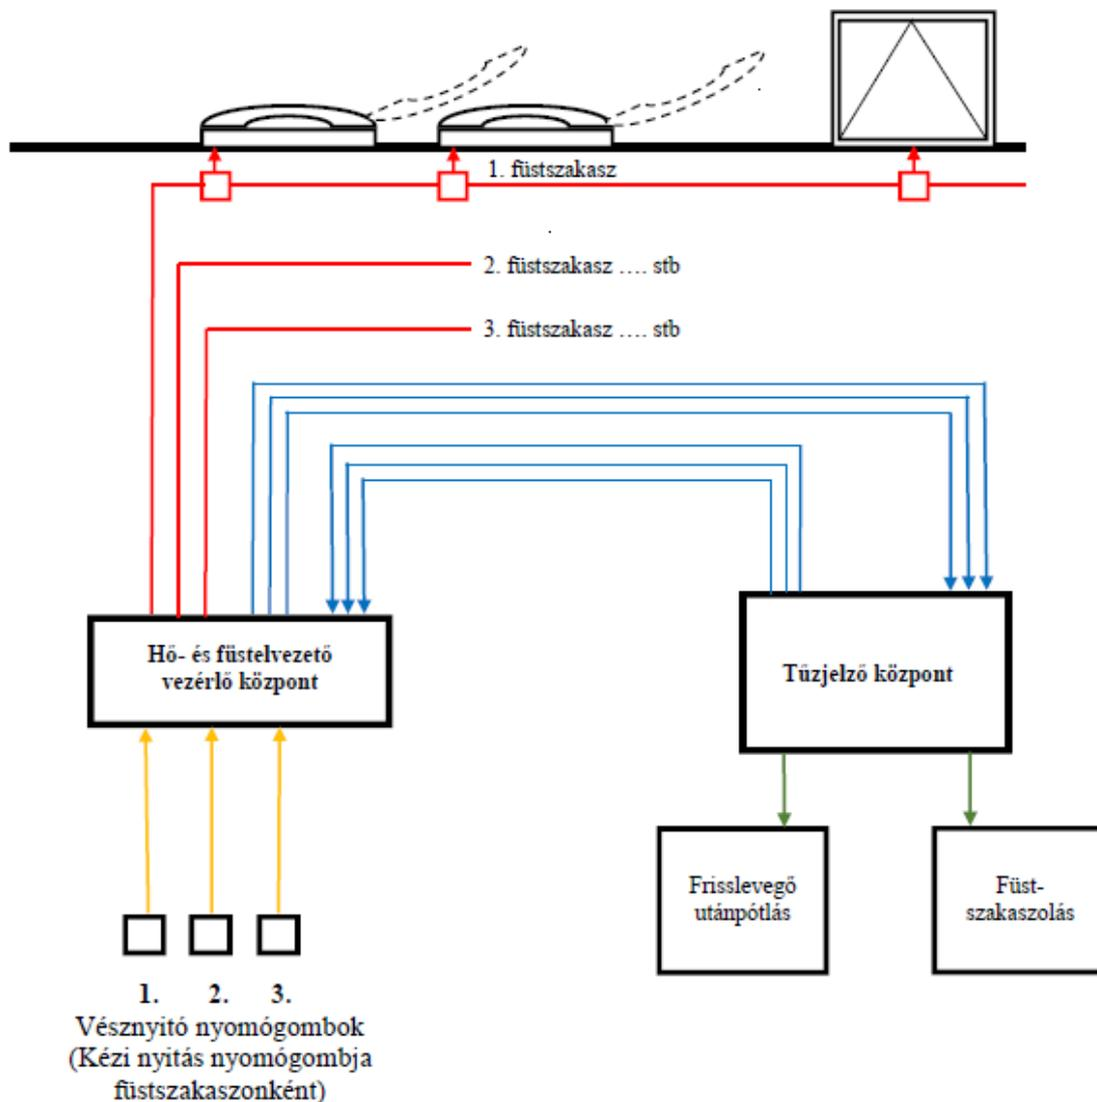 1. füstszakasz
2. füstszakasz …. stb
3. füstszakasz …. stb
Hő- és füstelvezető
vezérlő központ
Tűzjelző központ
Frisslevegő
utánpótlás
Füst-
szakaszolás
1. 2. 3.
Vésznyitó nyomógombok
(Kézi nyitás nyomógombja
füstszakaszonként)